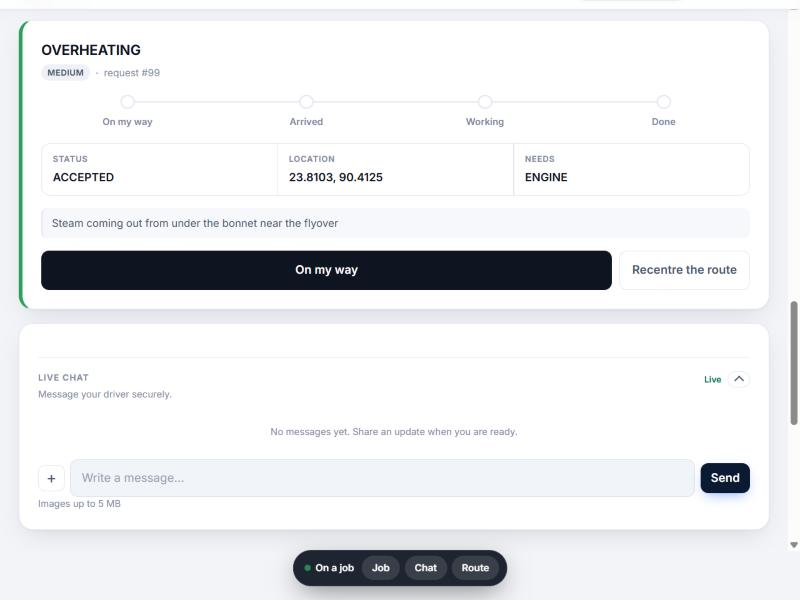 OVERHEATING
MEDIUM · request #99
On my way Arrived Working Done
STATUS LOCATION NEEDS
ACCEPTED 23.8103, 90.4125 ENGINE
Steam coming out from under the bonnet near the flyover
On my way Recentre the route
LIVE CHAT Live
Message your driver securely.
No messages yet. Share an update when you are ready.
+ Write a message... Send
Images up to 5 MB
On a job Job Chat Route